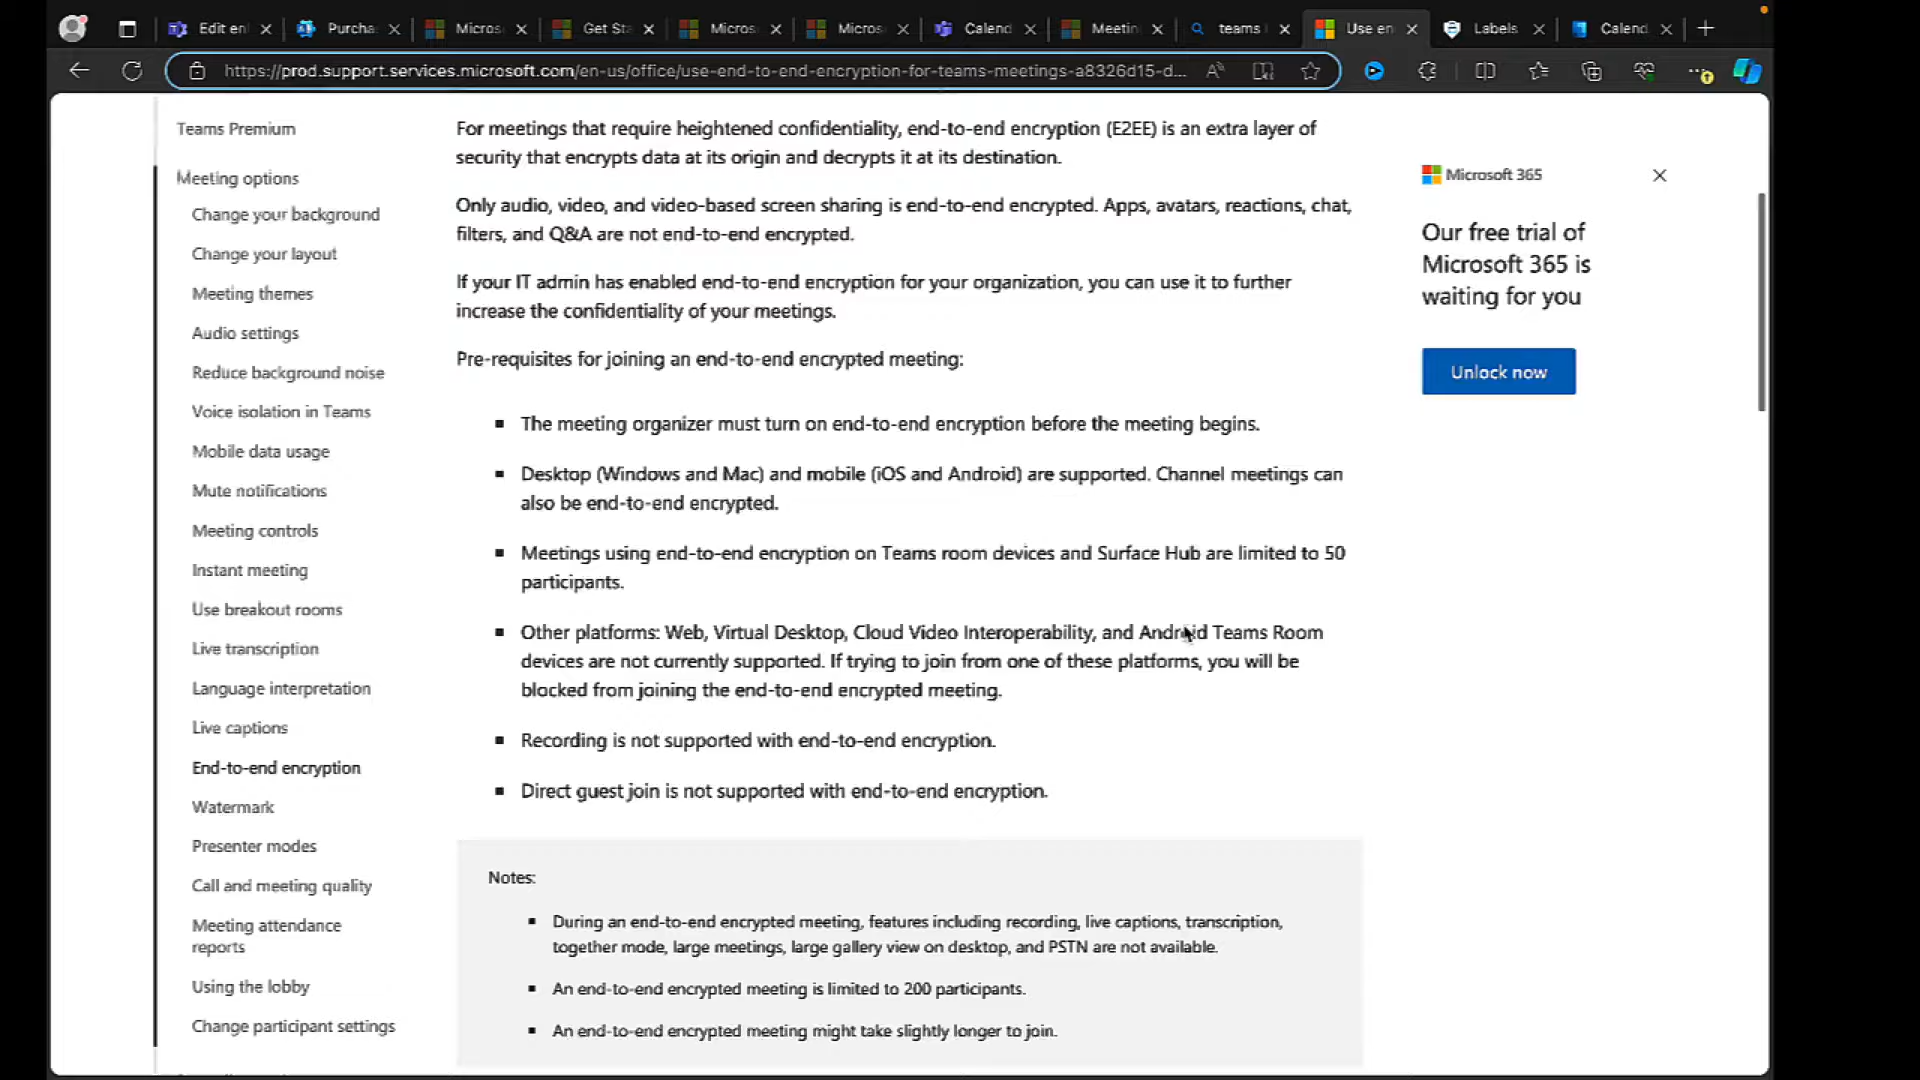 Edit en
Purcha
Micros
Get Sta
Micros
Micros
Calend
Meetin
teams
Use en
Labels
Calend
https://prod.support.services.microsoft.com/en-us/office/use-end-to-end-encryption-for-teams-meetings-a8326d15-d...
Teams Premium
Meeting options
Change your background
Change your layout
Meeting themes
Audio settings
Reduce background noise
Voice isolation in Teams
Mobile data usage
Mute notifications
Meeting controls
Instant meeting
Use breakout rooms
Live transcription
Language interpretation
Live captions
End-to-end encryption
Watermark
Presenter modes
Call and meeting quality
Meeting attendance
reports
Using the lobby
Change participant settings
For meetings that require heightened confidentiality, end-to-end encryption (E2EE) is an extra layer of
security that encrypts data at its origin and decrypts it at its destination.
Only audio, video, and video-based screen sharing is end-to-end encrypted. Apps, avatars, reactions, chat,
filters, and Q&A are not end-to-end encrypted.
If your IT admin has enabled end-to-end encryption for your organization, you can use it to further
increase the confidentiality of your meetings.
Pre-requisites for joining an end-to-end encrypted meeting:
The meeting organizer must turn on end-to-end encryption before the meeting begins.
Desktop (Windows and Mac) and mobile (iOS and Android) are supported. Channel meetings can
also be end-to-end encrypted.
Meetings using end-to-end encryption on Teams room devices and Surface Hub are limited to 50
participants.
Other platforms: Web, Virtual Desktop, Cloud Video Interoperability, and Android Teams Room
devices are not currently supported. If trying to join from one of these platforms, you will be
blocked from joining the end-to-end encrypted meeting.
Recording is not supported with end-to-end encryption.
Direct guest join is not supported with end-to-end encryption.
Notes:
During an end-to-end encrypted meeting, features including recording, live captions, transcription,
together mode, large meetings, large gallery view on desktop, and PSTN are not available.
An end-to-end encrypted meeting is limited to 200 participants.
An end-to-end encrypted meeting might take slightly longer to join.
Microsoft 365
Our free trial of
Microsoft 365 is
waiting for you
Unlock now